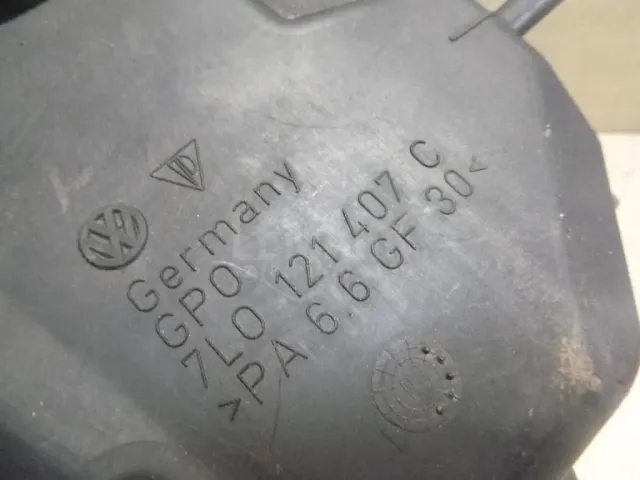 Germany
GPO
7L0 121 407 C
>PA 6.6 GF 30<